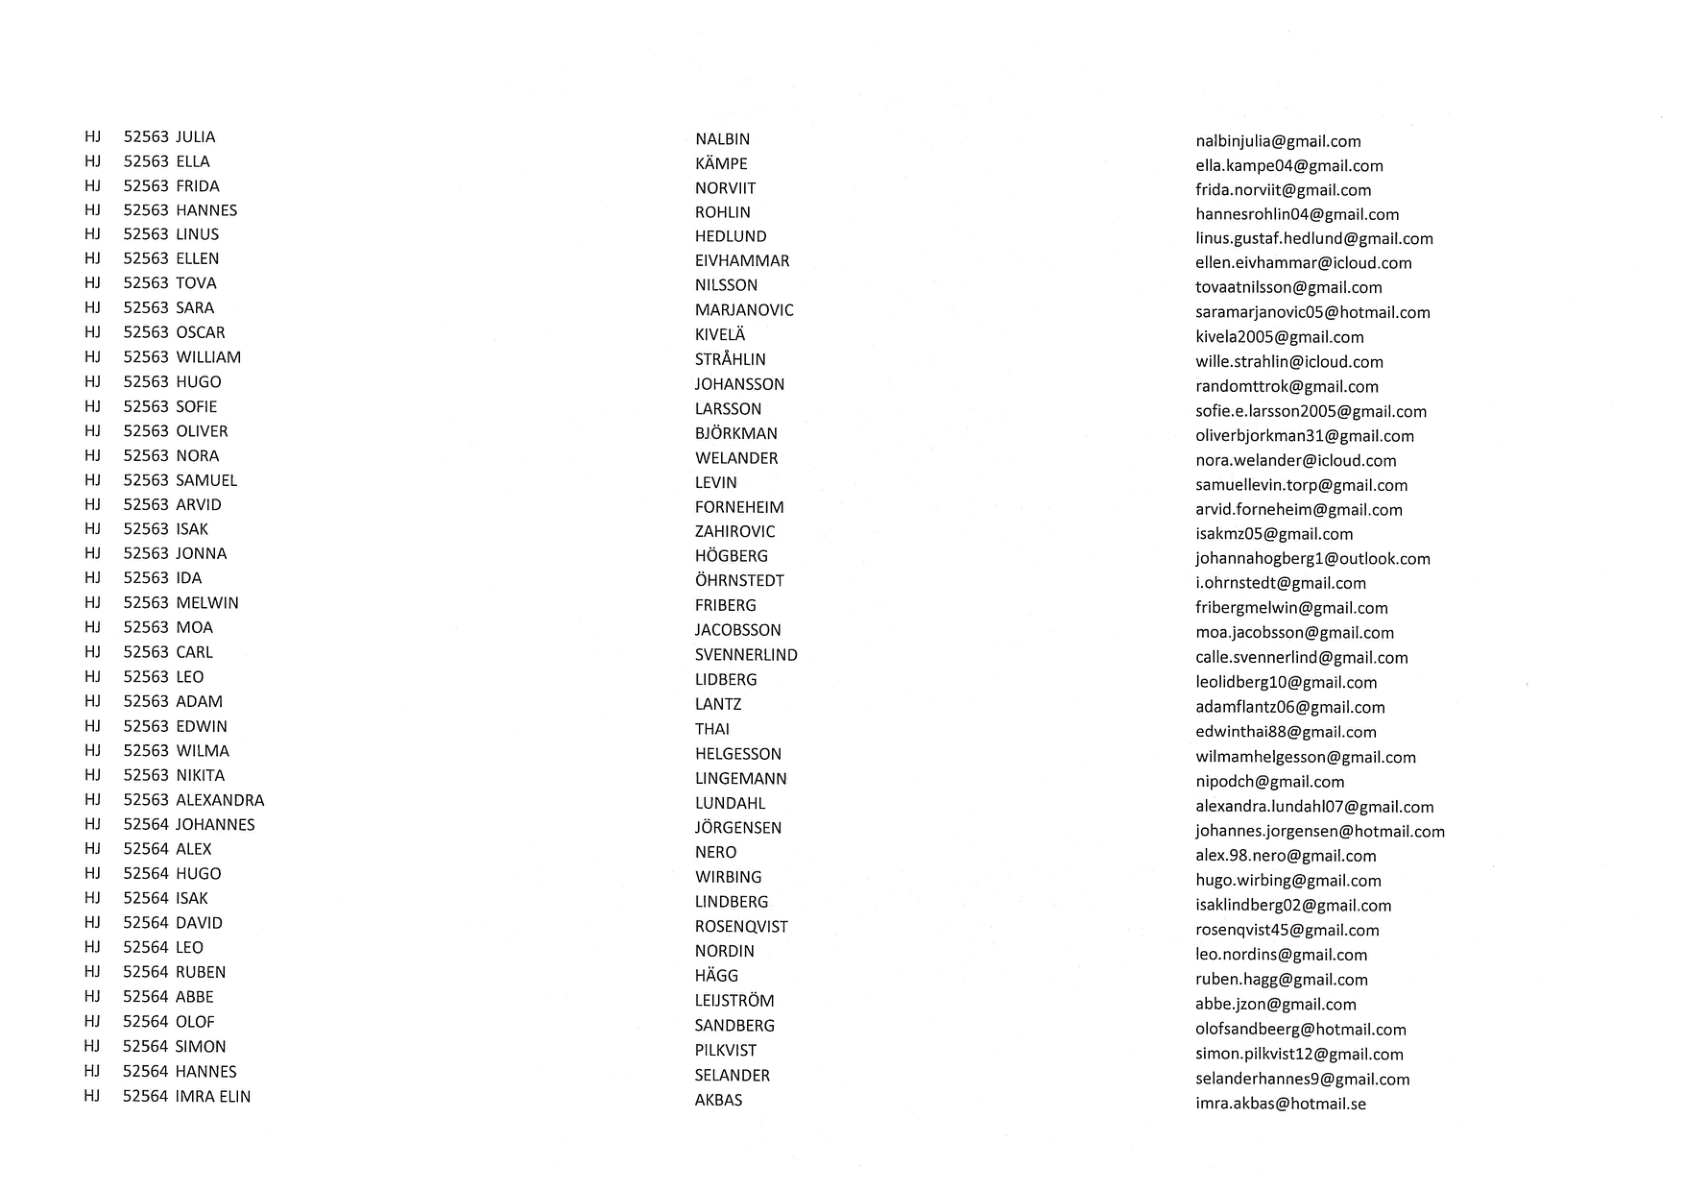 HJ 52563 JULIA NALBIN nalbinjulia@gmail.com
HJ 52563 ELLA KÄMPE ella.kampe04@gmail.com
HJ 52563 FRIDA NORVIIT frida.norviit@gmail.com
HJ 52563 HANNES ROHLIN hannesrohlin04@gmail.com
HJ 52563 LINUS HEDLUND linus.gustaf.hedlund@gmail.com
HJ 52563 ELLEN EIVHAMMAR ellen.eivhammar@icloud.com
HJ 52563 TOVA NILSSON tovaatnilsson@gmail.com
HJ 52563 SARA MARJANOVIC saramarjanovic05@hotmail.com
HJ 52563 OSCAR KIVELÄ kivela2005@gmail.com
HJ 52563 WILLIAM STRÅHLIN wille.strahlin@icloud.com
HJ 52563 HUGO JOHANSSON randomttrok@gmail.com
HJ 52563 SOFIE LARSSON sofie.e.larsson2005@gmail.com
HJ 52563 OLIVER BJÖRKMAN oliverbjorkman31@gmail.com
HJ 52563 NORA WELANDER nora.welander@icloud.com
HJ 52563 SAMUEL LEVIN samuellevin.torp@gmail.com
HJ 52563 ARVID FORNEHEIM arvid.forneheim@gmail.com
HJ 52563 ISAK ZAHIROVIC isakmz05@gmail.com
HJ 52563 JONNA HÖGBERG johannahogberg1@outlook.com
HJ 52563 IDA ÖHRNSTEDT i.ohrnstedt@gmail.com
HJ 52563 MELWIN FRIBERG fribergmelwin@gmail.com
HJ 52563 MOA JACOBSSON moa.jacobsson@gmail.com
HJ 52563 CARL SVENNERLIND calle.svennerlind@gmail.com
HJ 52563 LEO LIDBERG leolidberg10@gmail.com
HJ 52563 ADAM LANTZ adamflantz06@gmail.com
HJ 52563 EDWIN THAI edwinthai88@gmail.com
HJ 52563 WILMA HELGESSON wilmamhelgesson@gmail.com
HJ 52563 NIKITA LINGEMANN nipodch@gmail.com
HJ 52563 ALEXANDRA LUNDAHL alexandra.lundahl07@gmail.com
HJ 52564 JOHANNES JÖRGENSEN johannes.jorgensen@hotmail.com
HJ 52564 ALEX NERO alex.98.nero@gmail.com
HJ 52564 HUGO WIRBING hugo.wirbing@gmail.com
HJ 52564 ISAK LINDBERG isaklindberg02@gmail.com
HJ 52564 DAVID ROSENQVIST rosenqvist45@gmail.com
HJ 52564 LEO NORDIN leo.nordins@gmail.com
HJ 52564 RUBEN HÄGG ruben.hagg@gmail.com
HJ 52564 ABBE LEIJSTRÖM abbe.jzon@gmail.com
HJ 52564 OLOF SANDBERG olofsandbeerg@hotmail.com
HJ 52564 SIMON PILKVIST simon.pilkvist12@gmail.com
HJ 52564 HANNES SELANDER selanderhannes9@gmail.com
HJ 52564 IMRA ELIN AKBAS imra.akbas@hotmail.se